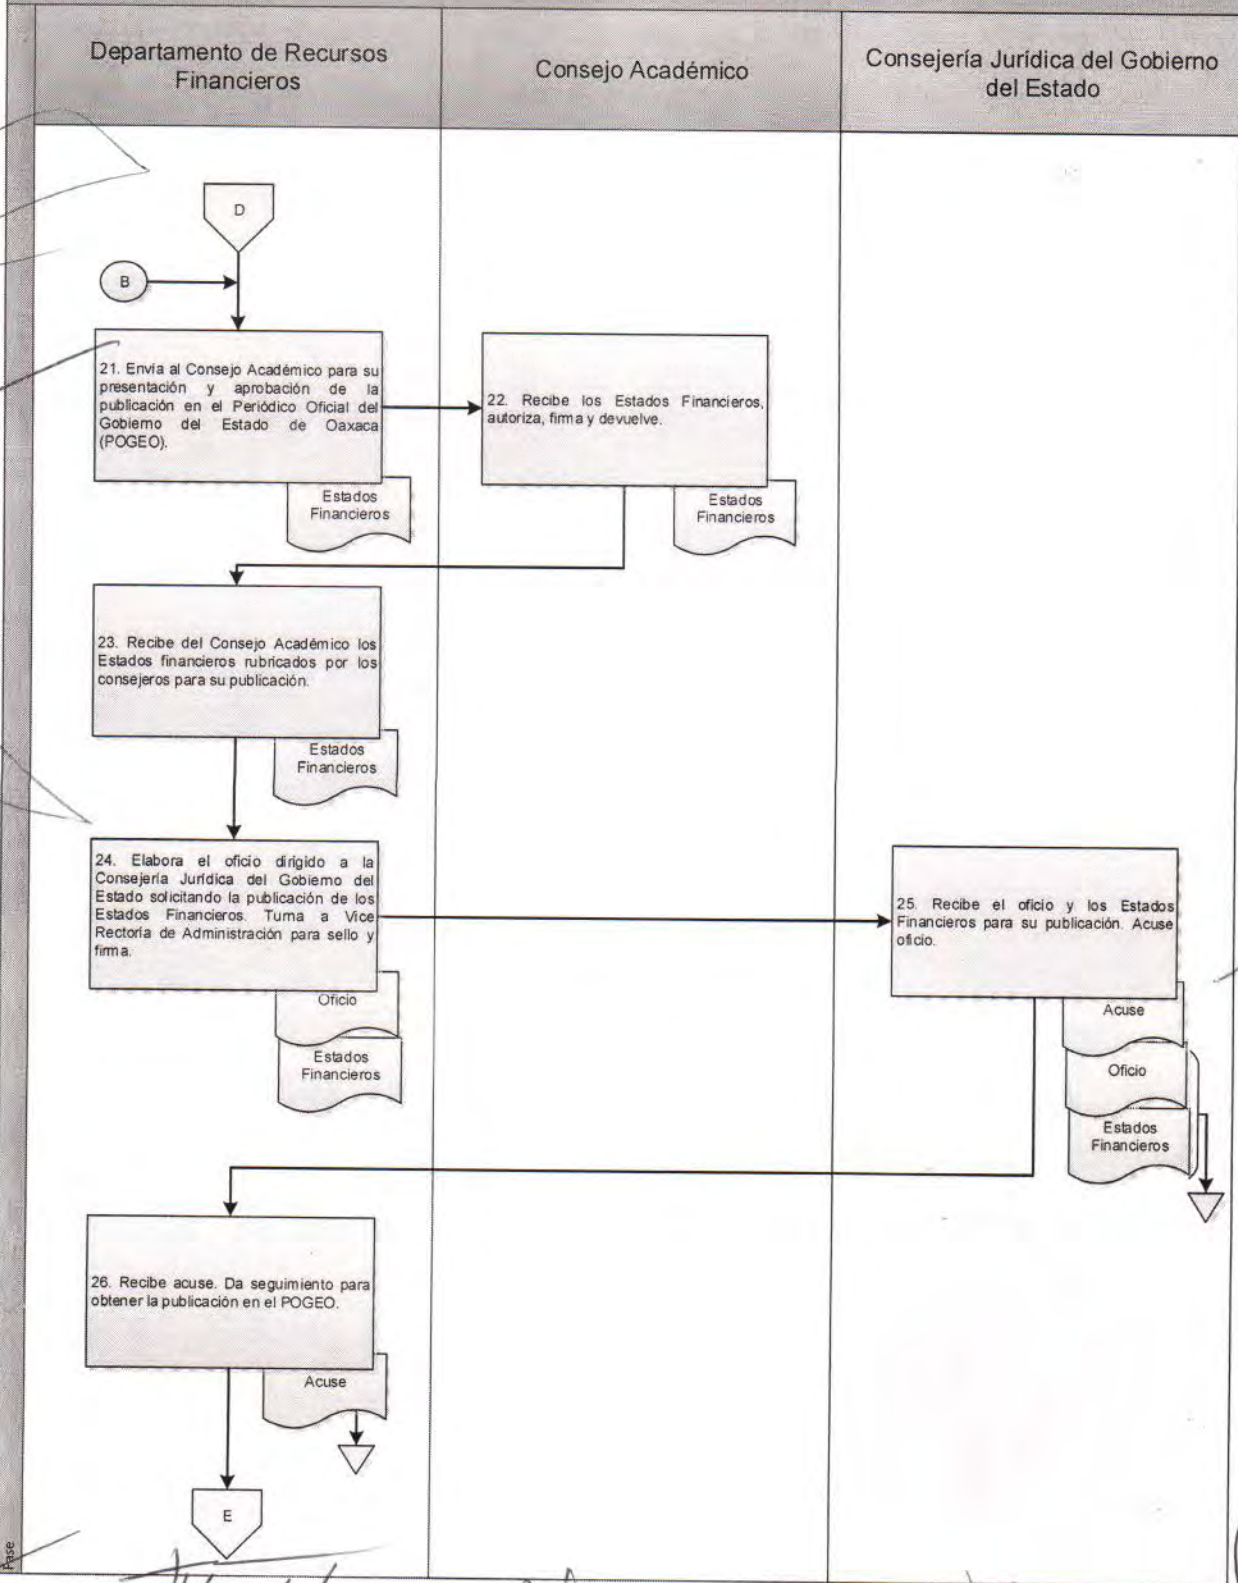 Departamento de Recursos
Financieros
Consejo Académico
Consejería Jurídica del Gobierno
del Estado
D
B
21. Envía al Consejo Académico para su
presentación y aprobación de la
publicación en el Periódico Oficial del
Gobierno del Estado de Oaxaca
(POGEO).
Estados
Financieros
22. Recibe los Estados Financieros,
autoriza, firma y devuelve.
Estados
Financieros
23. Recibe del Consejo Académico los
Estados financieros rubricados por los
consejeros para su publicación.
Estados
Financieros
24. Elabora el oficio dirigido a la
Consejería Jurídica del Gobierno del
Estado solicitando la publicación de los
Estados Financieros. Turna a Vice
Rectoría de Administración para sello y
firma.
Oficio
Estados
Financieros
25. Recibe el oficio y los Estados
Financieros para su publicación. Acuse
oficio.
Acuse
Oficio
Estados
Financieros
26. Recibe acuse. Da seguimiento para
obtener la publicación en el POGEO.
Acuse
E
Fase